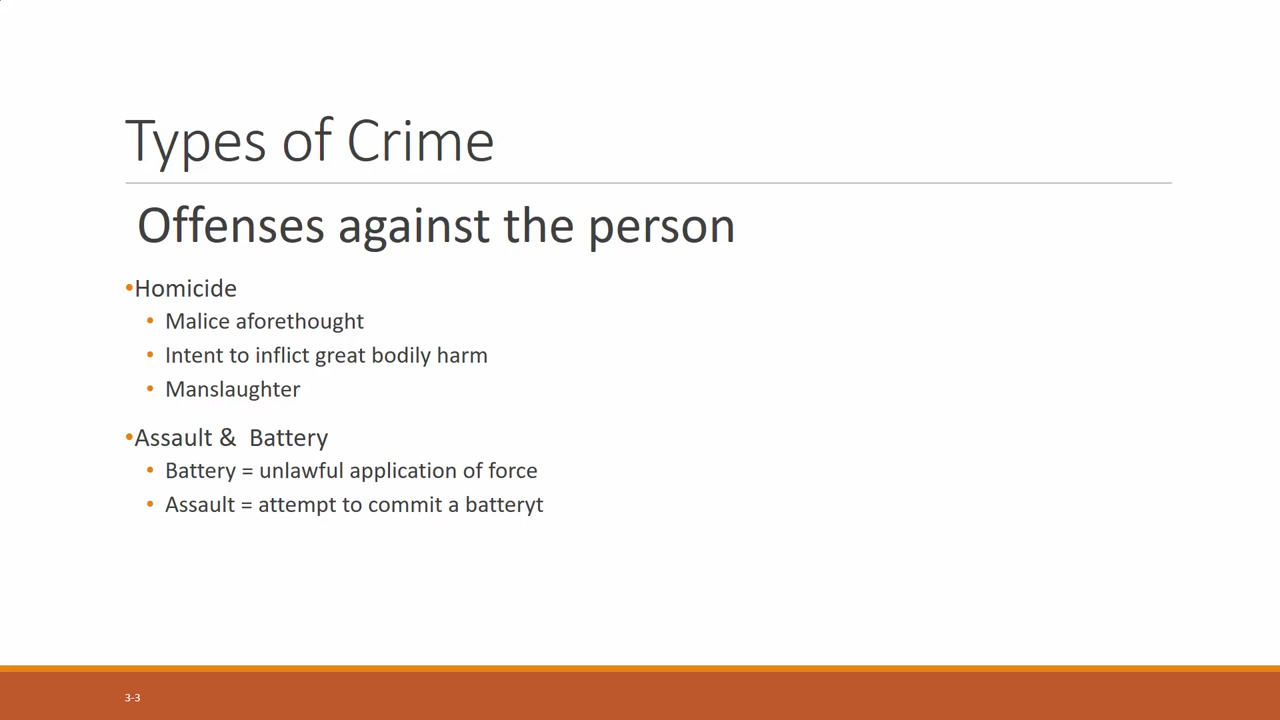 Types of Crime
Offenses against the person
•Homicide
• Malice aforethought
• Intent to inflict great bodily harm
• Manslaughter
•Assault &  Battery
• Battery = unlawful application of force
• Assault = attempt to commit a batteryt
3-3